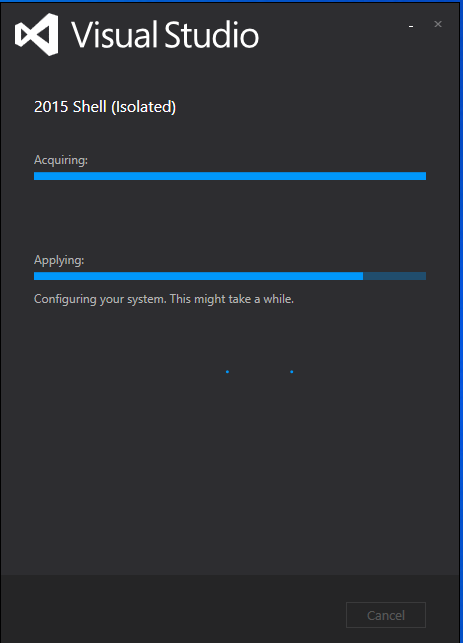 Visual Studio
2015 Shell (Isolated)
Acquiring:
Applying:
Configuring your system. This might take a while.
Cancel